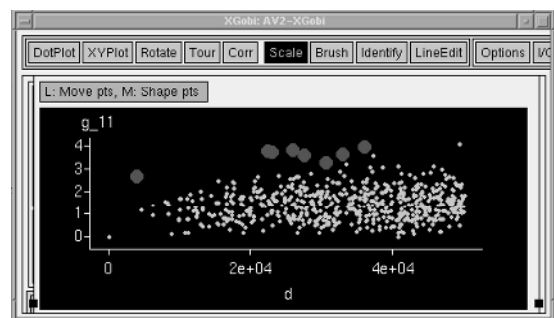 XGobi: AV2-XGobi
DotPlot XYPlot Rotate Tour Corr Scale Brush Identify LineEdit Options I/O
L: Move pts, M: Shape pts
g_11
4
3
2
1
0
0 2e+04 4e+04
d